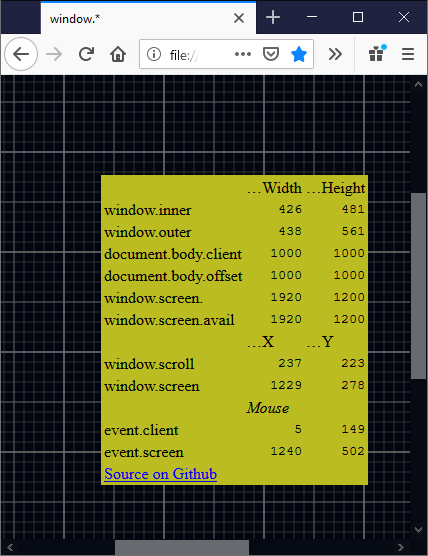 window.*
file://
…Width …Height
window.inner 426 481
window.outer 438 561
document.body.client 1000 1000
document.body.offset 1000 1000
window.screen. 1920 1200
window.screen.avail 1920 1200
…X …Y
window.scroll 237 223
window.screen 1229 278
Mouse
event.client 5 149
event.screen 1240 502
Source on Github